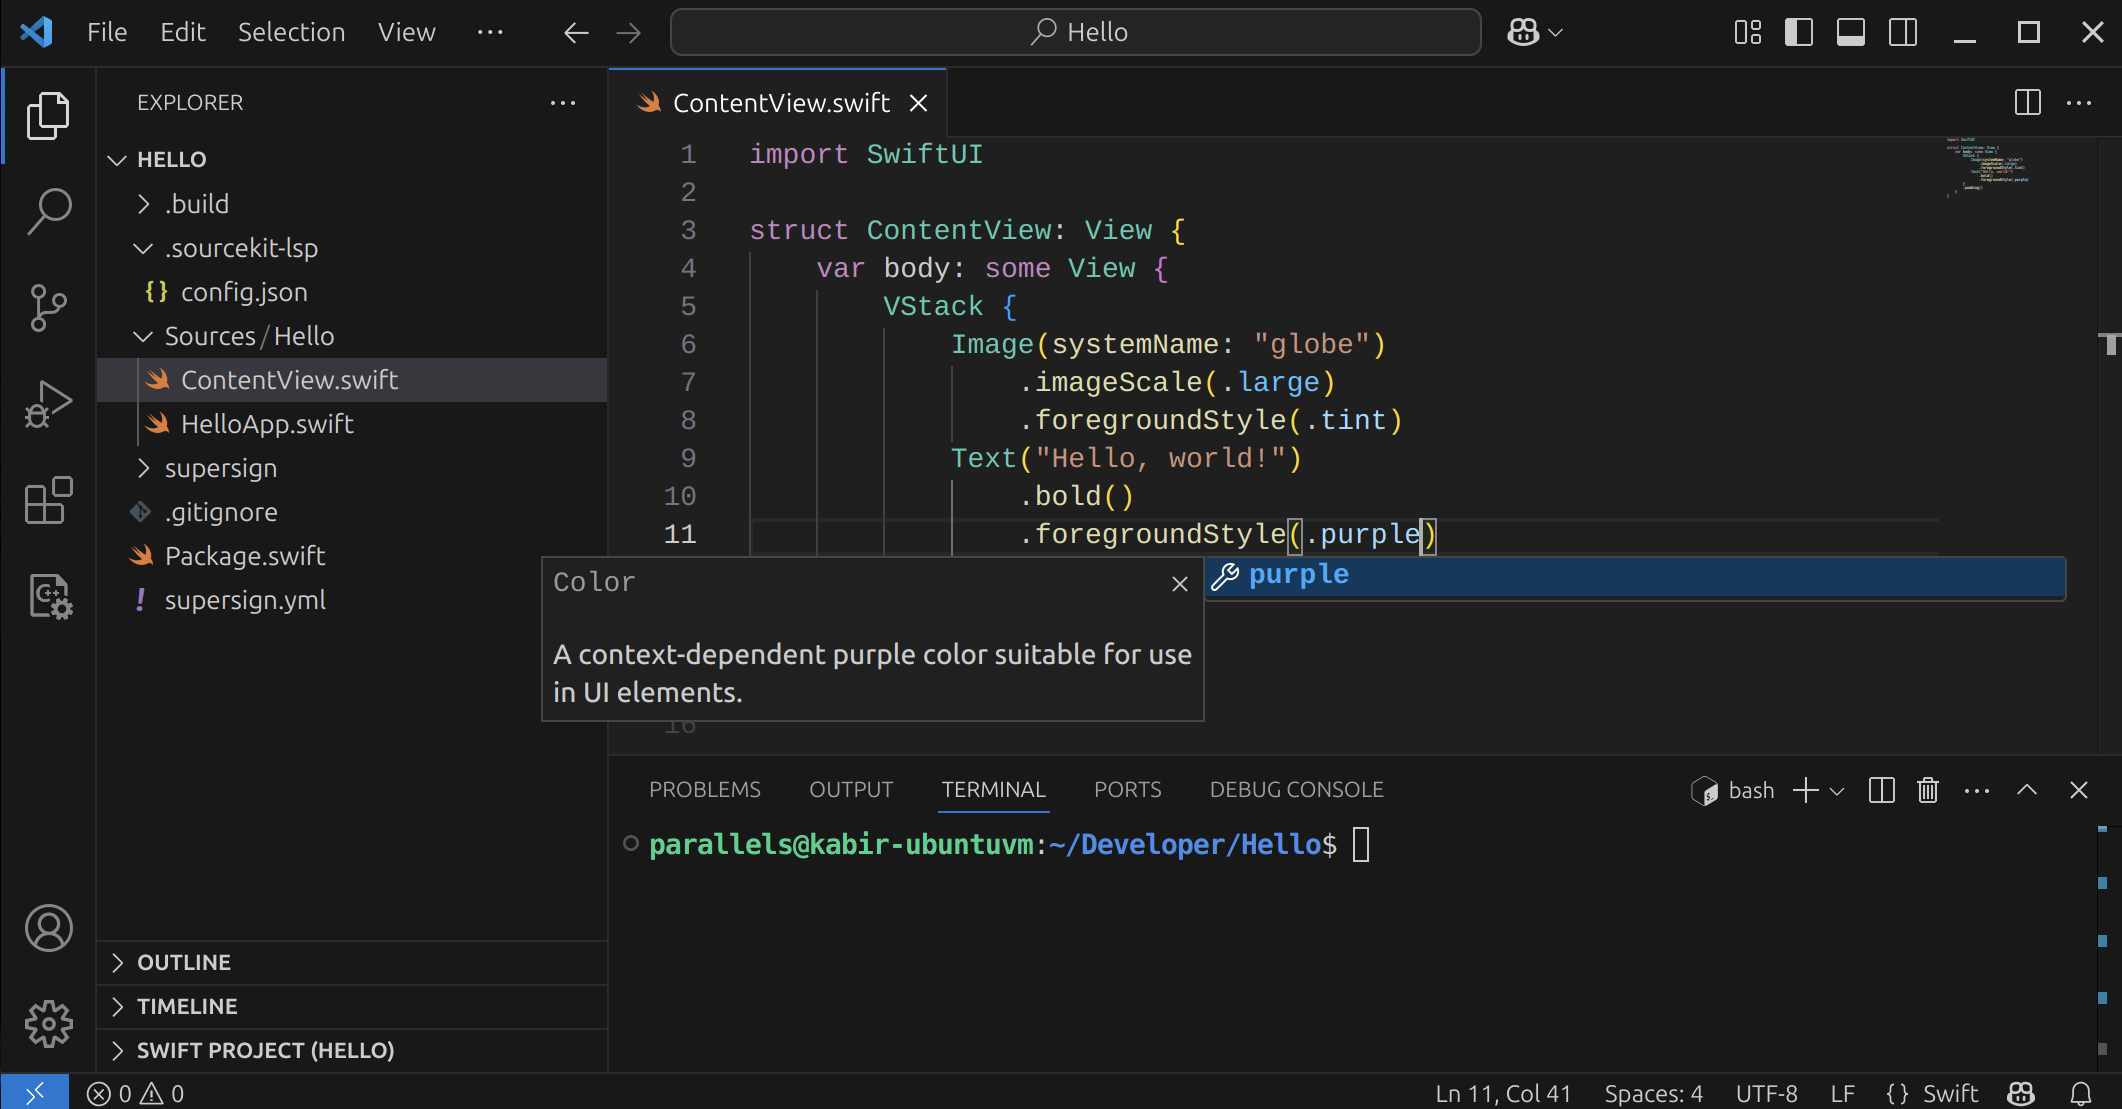 File Edit Selection View ··· Hello
EXPLORER ···
HELLO
.build
.sourcekit-lsp
{} config.json
Sources/Hello
ContentView.swift
HelloApp.swift
supersign
.gitignore
Package.swift
! supersign.yml
OUTLINE
TIMELINE
SWIFT PROJECT (HELLO)
ContentView.swift ···
1 import SwiftUI
2
3 struct ContentView: View {
4 var body: some View {
5 VStack {
6 Image(systemName: "globe")
7 .imageScale(.large)
8 .foregroundStyle(.tint)
9 Text("Hello, world!")
10 .bold()
11 .foregroundStyle(.purple)
purple
Color
A context-dependent purple color suitable for use
in UI elements.
16
PROBLEMS OUTPUT TERMINAL PORTS DEBUG CONSOLE bash ···
parallels@kabir-ubuntuvm:~/Developer/Hello$
0 0 Ln 11, Col 41 Spaces: 4 UTF-8 LF {} Swift